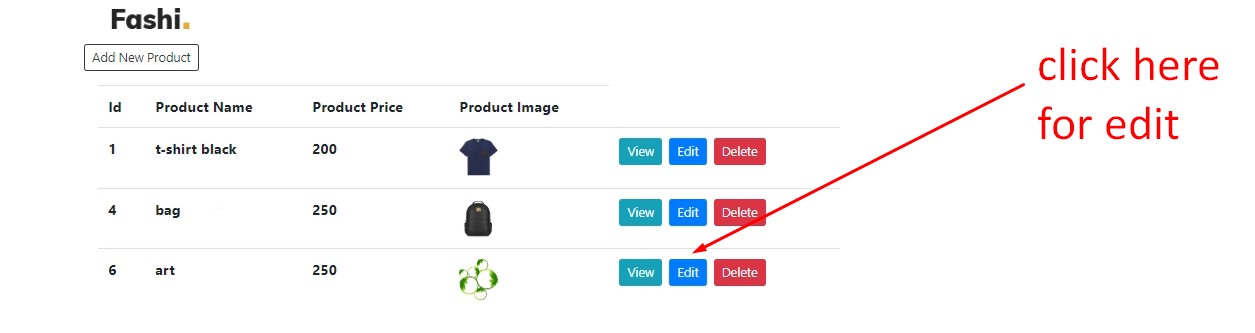 Fashi.
Add New Product
Id Product Name Product Price Product Image
1 t-shirt black 200 View Edit Delete
4 bag 250 View Edit Delete
6 art 250 View Edit Delete
click here
for edit